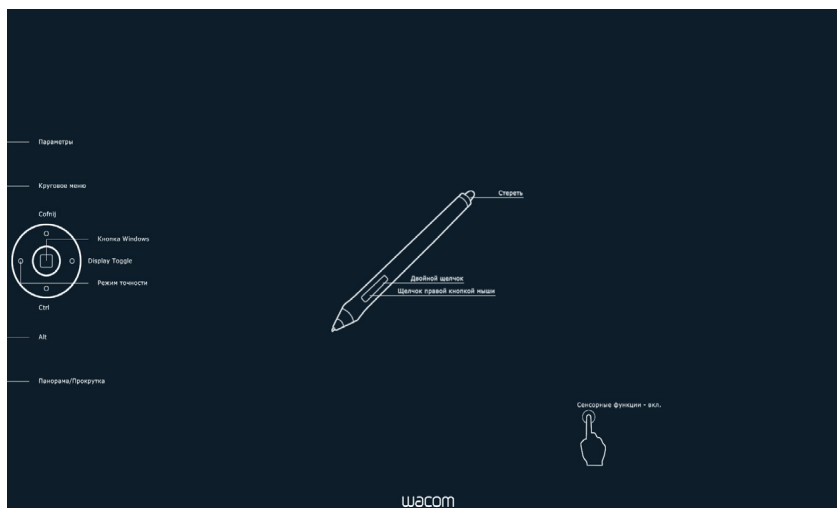 Параметры
Круговое меню
Cofnij
Кнопка Windows
Display Toggle
Режим точности
Ctrl
Alt
Панорама/Прокрутка
Стереть
Двойной щелчок
Щелчок правой кнопкой мыши
Сенсорные функции - вкл.
wacom